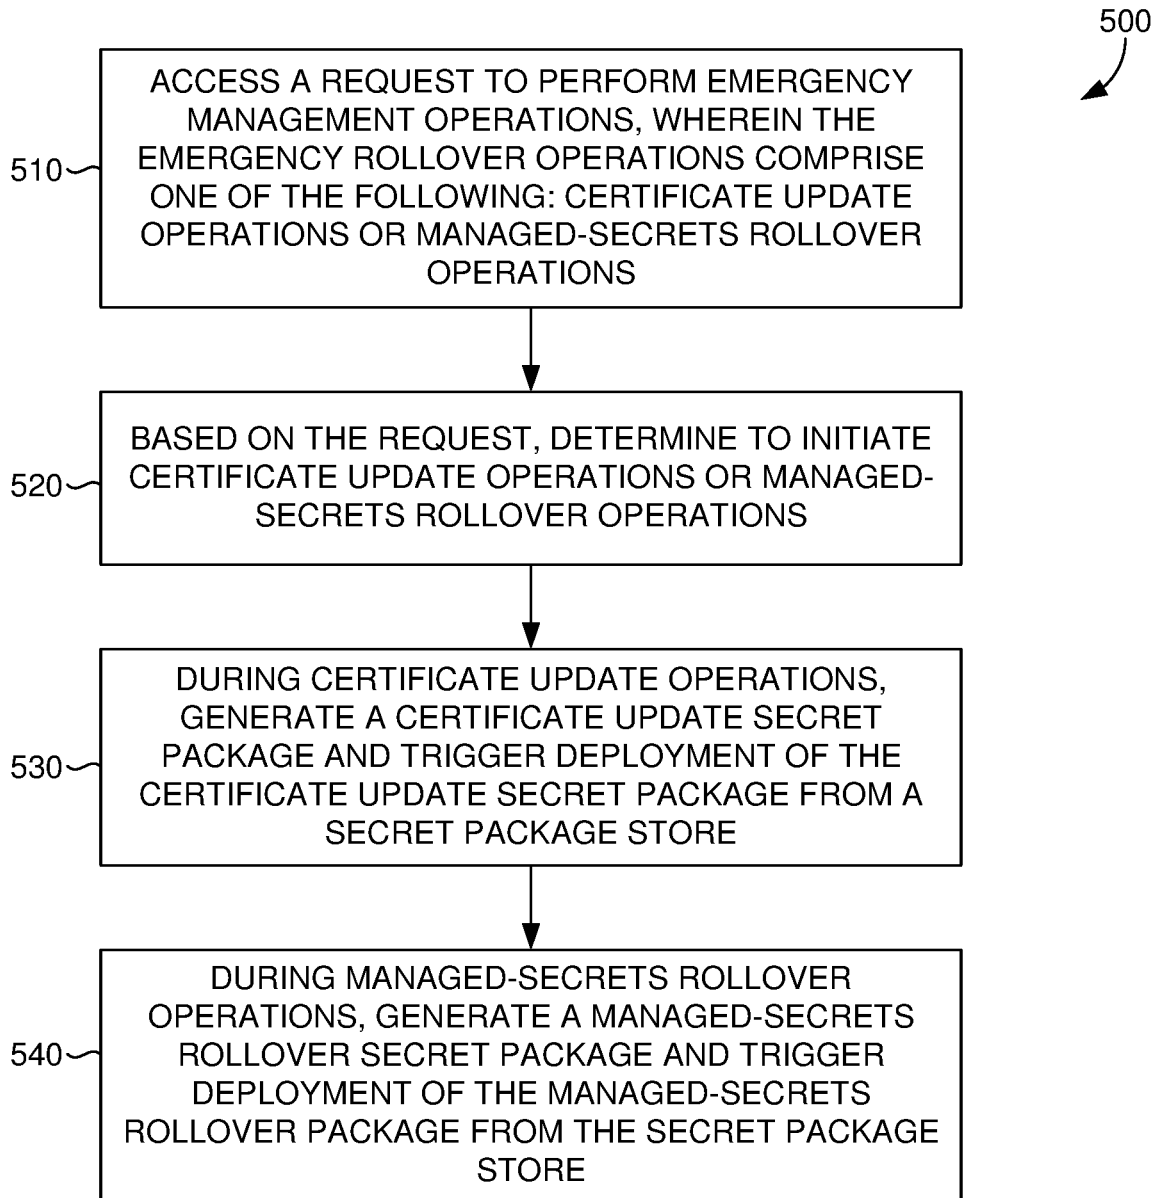 500
ACCESS A REQUEST TO PERFORM EMERGENCY
MANAGEMENT OPERATIONS, WHEREIN THE
EMERGENCY ROLLOVER OPERATIONS COMPRISE
ONE OF THE FOLLOWING: CERTIFICATE UPDATE
OPERATIONS OR MANAGED-SECRETS ROLLOVER
OPERATIONS
510
BASED ON THE REQUEST, DETERMINE TO INITIATE
CERTIFICATE UPDATE OPERATIONS OR MANAGED-
SECRETS ROLLOVER OPERATIONS
520
DURING CERTIFICATE UPDATE OPERATIONS,
GENERATE A CERTIFICATE UPDATE SECRET
PACKAGE AND TRIGGER DEPLOYMENT OF THE
CERTIFICATE UPDATE SECRET PACKAGE FROM A
SECRET PACKAGE STORE
530
DURING MANAGED-SECRETS ROLLOVER
OPERATIONS, GENERATE A MANAGED-SECRETS
ROLLOVER SECRET PACKAGE AND TRIGGER
DEPLOYMENT OF THE MANAGED-SECRETS
ROLLOVER PACKAGE FROM THE SECRET PACKAGE
STORE
540